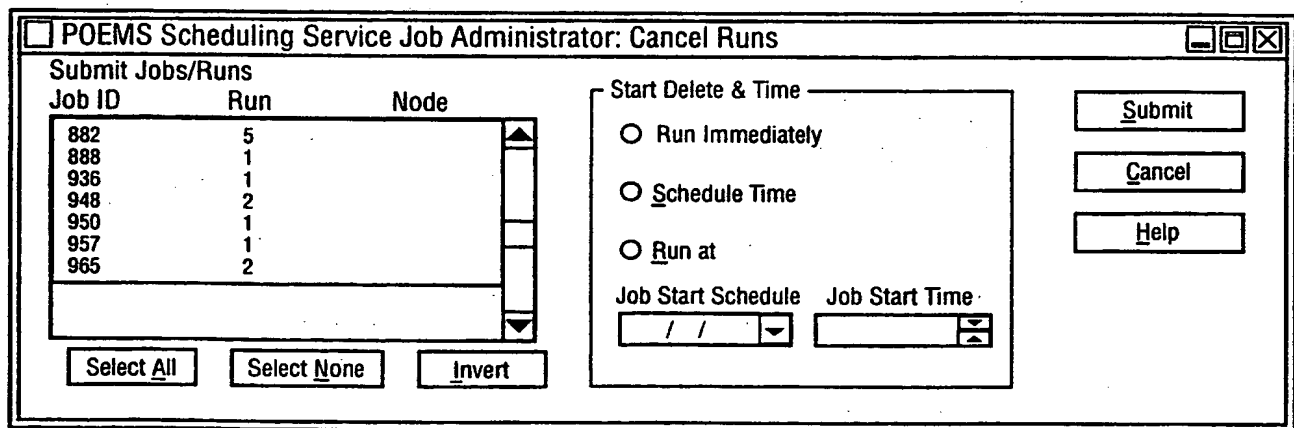 POEMS Scheduling Service Job Administrator: Cancel Runs
Submit Jobs/Runs
Job ID Run Node
882 5
888 1
936 1
948 2
950 1
957 1
965 2
Select All Select None Invert
Start Delete & Time
Run Immediately
Schedule Time
Run at
Job Start Schedule Job Start Time
/ /
Submit
Cancel
Help